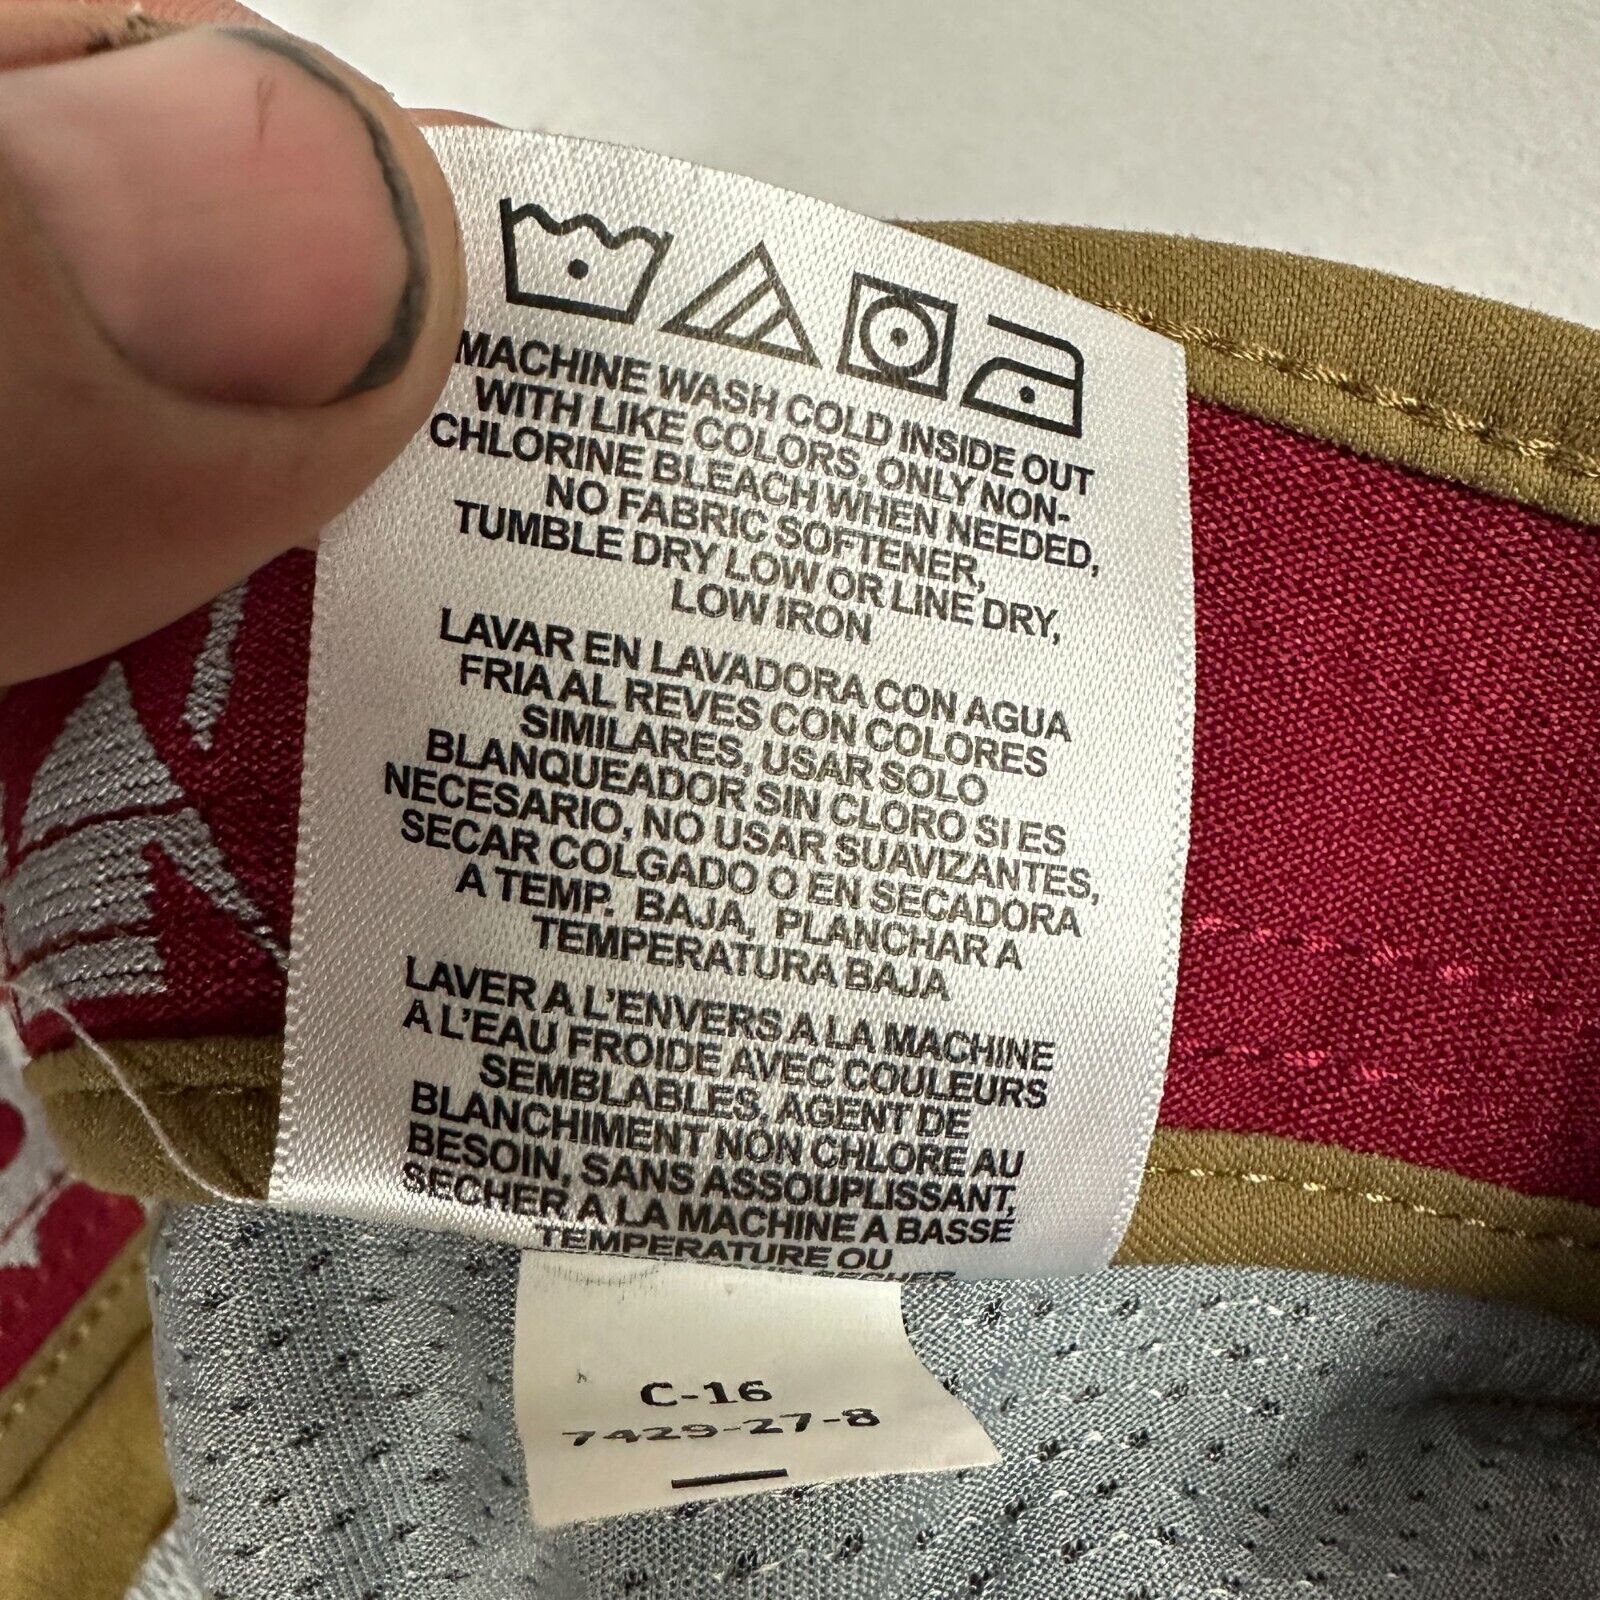 MACHINE WASH COLD INSIDE OUT
WITH LIKE COLORS, ONLY NON-
CHLORINE BLEACH WHEN NEEDED,
NO FABRIC SOFTENER,
TUMBLE DRY LOW OR LINE DRY,
LOW IRON
LAVAR EN LAVADORA CON AGUA
FRIA AL REVES CON COLORES
SIMILARES, USAR SOLO
BLANQUEADOR SIN CLORO SI ES
NECESARIO, NO USAR SUAVIZANTES,
SECAR COLGADO O EN SECADORA
A TEMP. BAJA, PLANCHAR A
TEMPERATURA BAJA
LAVER A L'ENVERS A LA MACHINE
A L'EAU FROIDE AVEC COULEURS
SEMBLABLES, AGENT DE
BLANCHIMENT NON CHLORE AU
BESOIN, SANS ASSOUPLISSANT,
SECHER A LA MACHINE A BASSE
TEMPERATURE OU
SECHER
C-16
7429-27-8